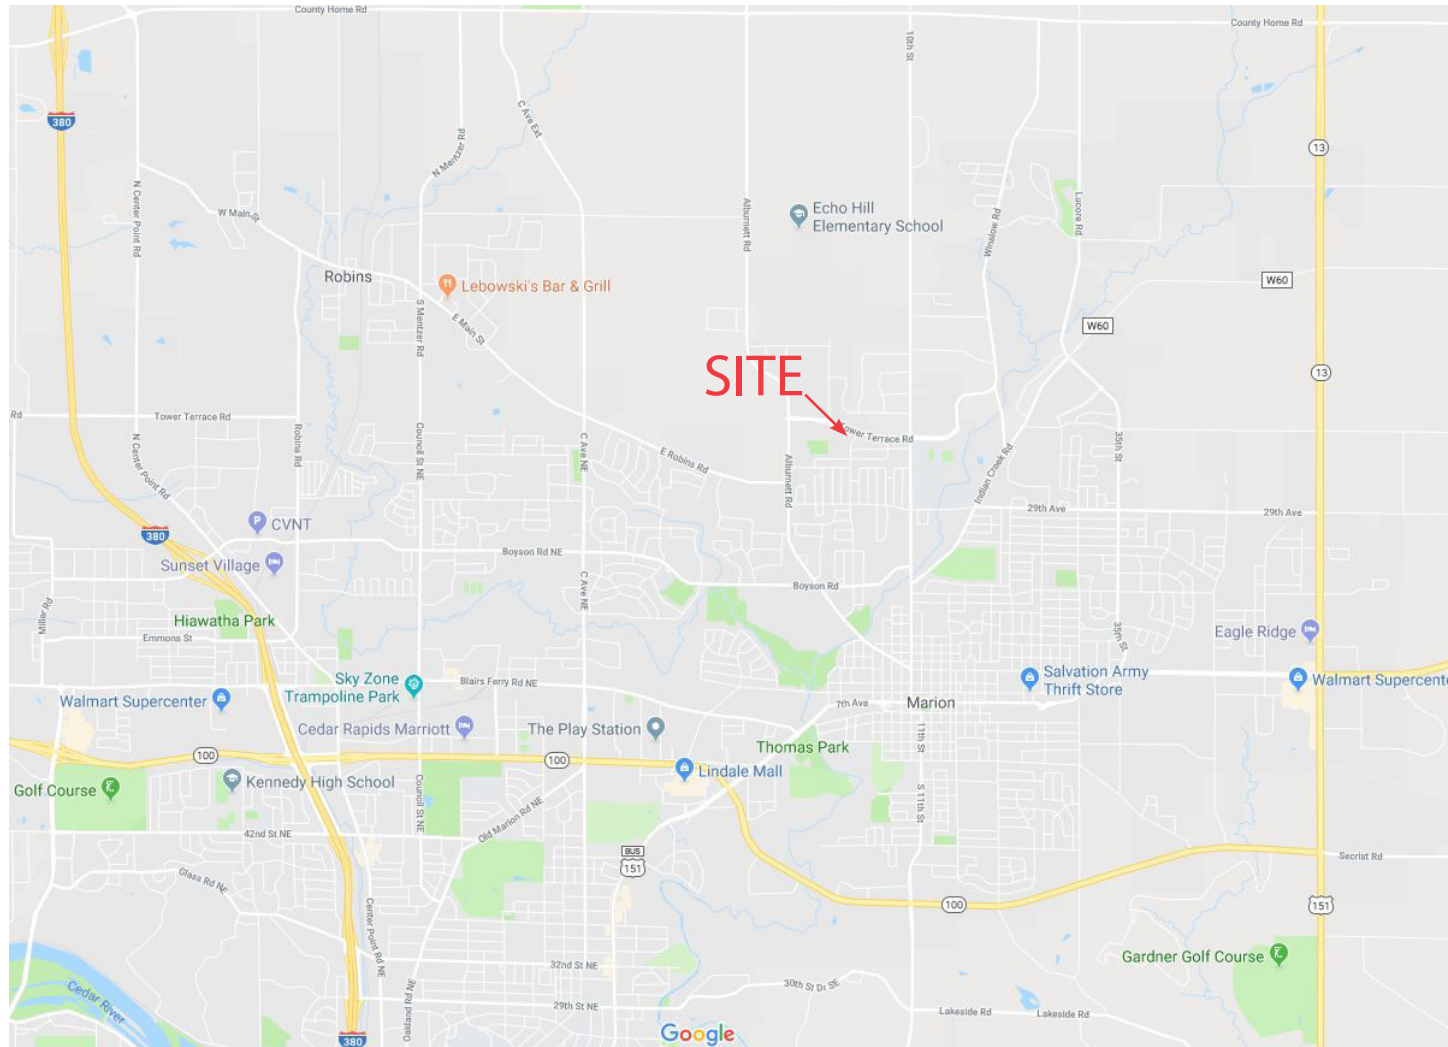 County Home Rd
County Home Rd
10th St
380
C Ave Ext
N Mentzer Rd
13
N Center Point Rd
W Main St
Alburnett Rd
Echo Hill
Elementary School
Winslow Rd
Lucore Rd
Robins
Lebowski's Bar & Grill
W60
S Mentzer Rd
E Main St
W60
SITE
13
Rd
Tower Terrace Rd
Robins Rd
Council St NE
C Ave NE
E Robins Rd
Tower Terrace Rd
Alburnett Rd
Indian Creek Rd
35th St
N Center Point Rd
29th Ave
29th Ave
P
CVNT
380
Boyson Rd NE
Sunset Village
C Ave NE
Boyson Rd
Miller Rd
Hiawatha Park
Emmons St
35th St
Eagle Ridge
Sky Zone
Trampoline Park
Blairs Ferry Rd NE
Salvation Army
Thrift Store
Walmart Supercenter
Walmart Supercente
7th Ave
Marion
Cedar Rapids Marriott
The Play Station
11th St
Thomas Park
100
100
Lindale Mall
Golf Course
Kennedy High School
Council St NE
S 11th St
Old Marion Rd NE
42nd St NE
BUS
151
Secrist Rd
Glass Rd NE
100
151
Center Point Rd NE
Gardner Golf Course
32nd St NE
30th St Dr SE
Cedar River
Oakland Rd NE
29th St NE
Lakeside Rd
Lakeside Rd
380
Google